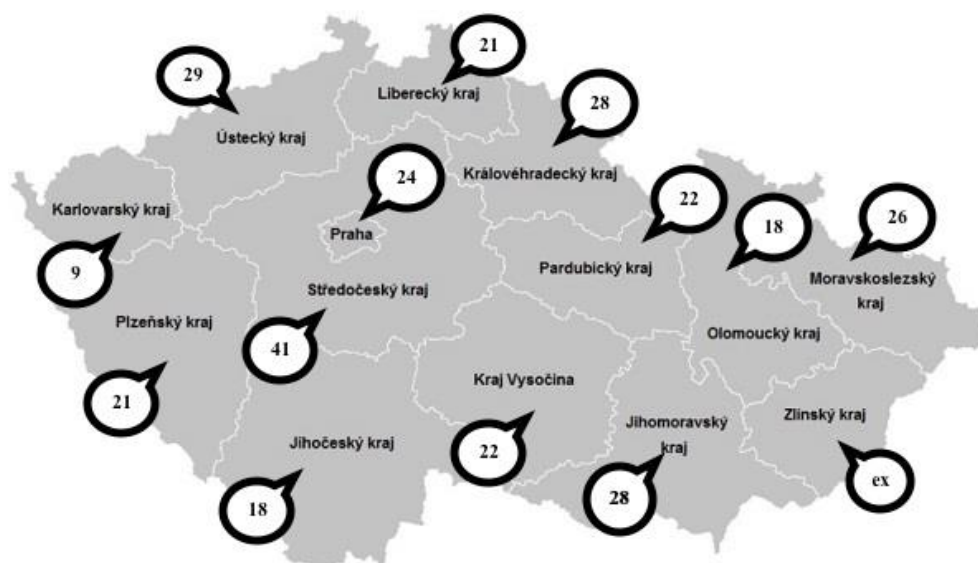 21
29
Liberecký kraj
28
Ústecký kraj
Královéhradecký kraj
24
22
26
Karlovarský kraj
18
Praha
9
Pardubický kraj
Moravskoslezský
kraj
Středočeský kraj
Plzeňský kraj
Olomoucký kraj
41
Kraj Vysočina
21
Zlínský kraj
Jihomoravský
kraj
Jihočeský kraj
22
ex
28
18